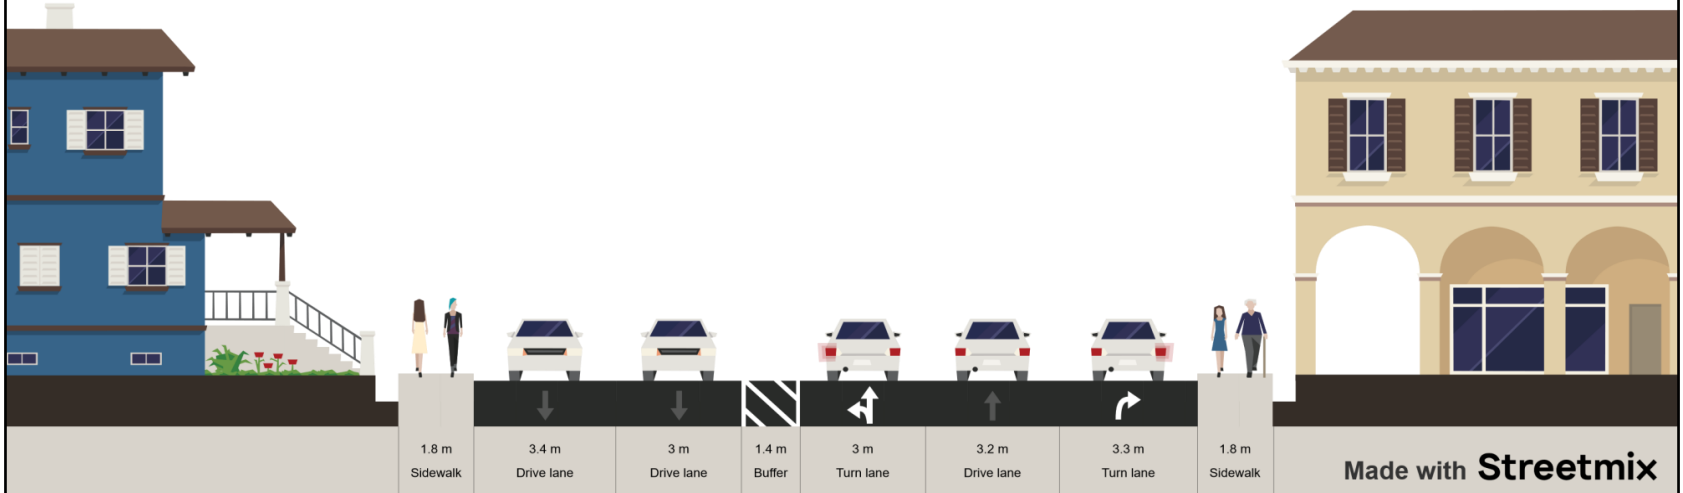 1.8 m
Sidewalk
3.4 m
Drive lane
3 m
Drive lane
1.4 m
Buffer
3 m
Turn lane
3.2 m
Drive lane
3.3 m
Turn lane
1.8 m
Sidewalk
Made with Streetmix